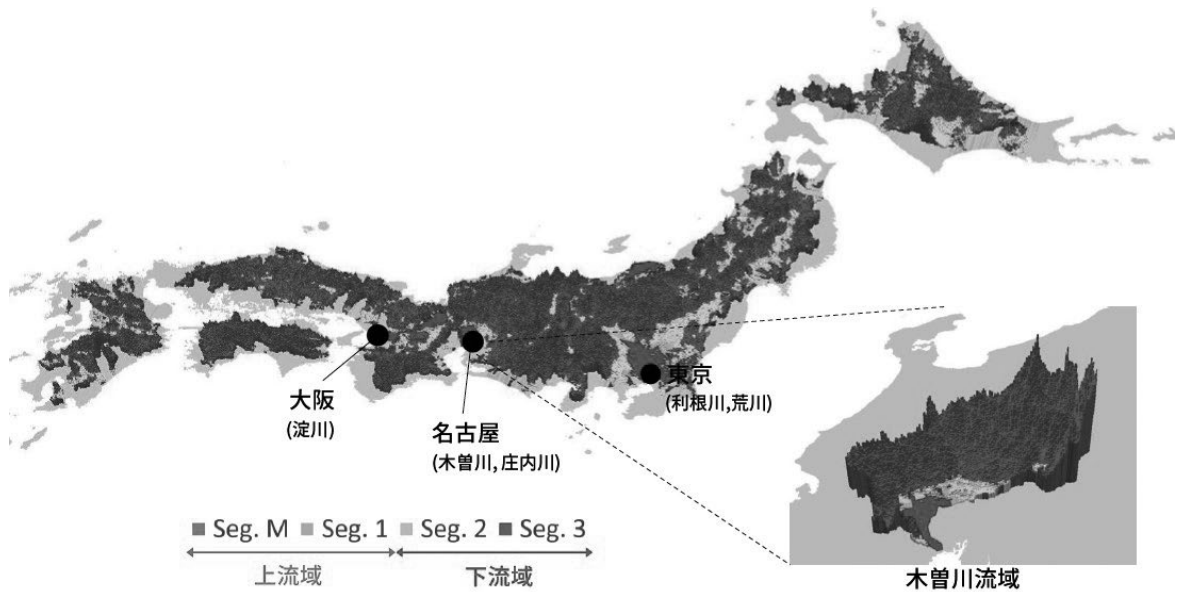 大阪
(淀川)
名古屋
(木曽川, 庄内川)
東京
(利根川,荒川)
Seg. M Seg. 1 Seg. 2 Seg. 3
上流域 下流域
木曽川流域